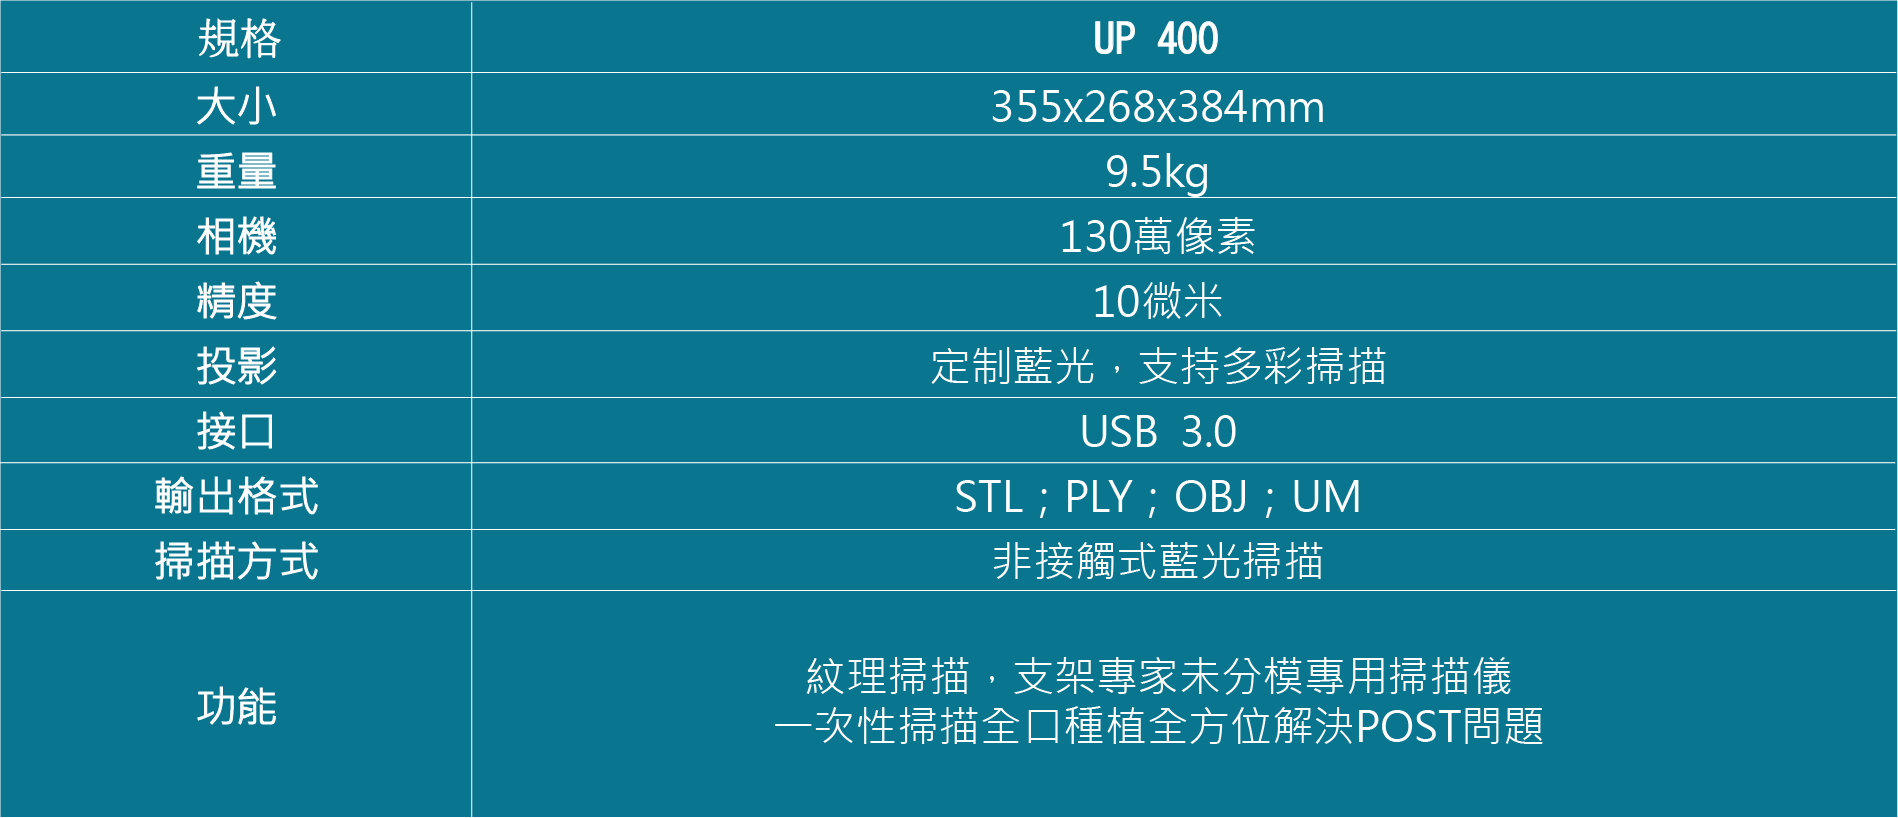 規格 UP 400
大小 355x268x384mm
重量 9.5kg
相機 130萬像素
精度 10微米
投影 定制藍光，支持多彩掃描
接口 USB 3.0
輸出格式 STL；PLY；OBJ；UM
掃描方式 非接觸式藍光掃描
功能 紋理掃描，支架專家未分模專用掃描儀
一次性掃描全口種植全方位解決POST問題